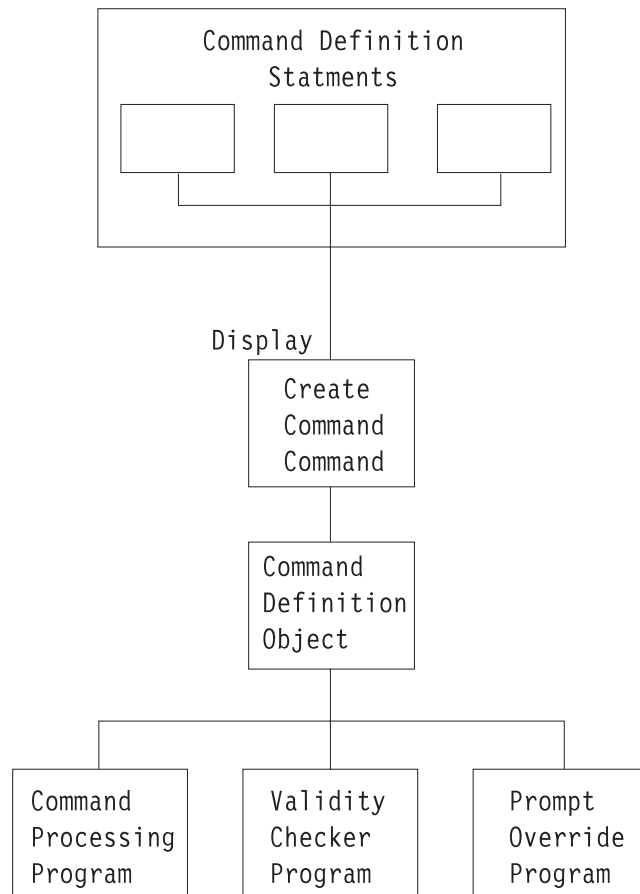 Command Definition
Statments
Display
Create
Command
Command
Command
Definition
Object
Command
Processing
Program
Validity
Checker
Program
Prompt
Override
Program